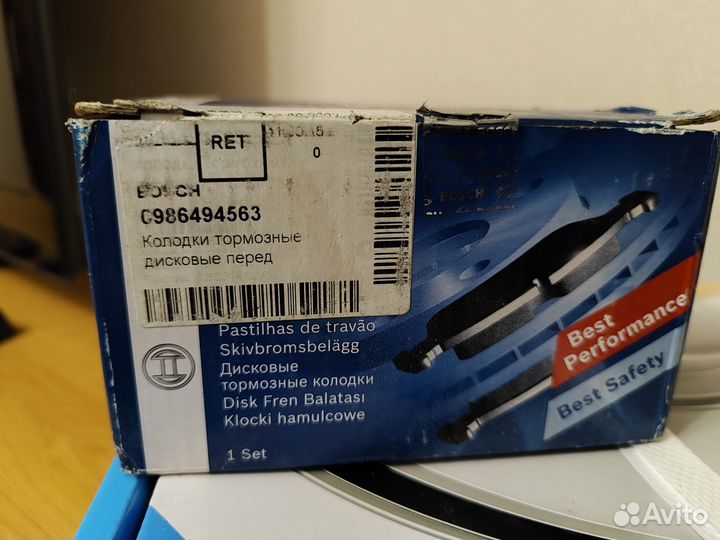 RET
0
BOSCH
0986494563
Колодки тормозные
дисковые перед
BOSCH
Pastilhas de travão
Skivbromsbelägg
Дисковые
тормозные колодки
Disk Fren Balatası
Klocki hamulcowe
1 Set
Best
Performance
Best Safety
Avito